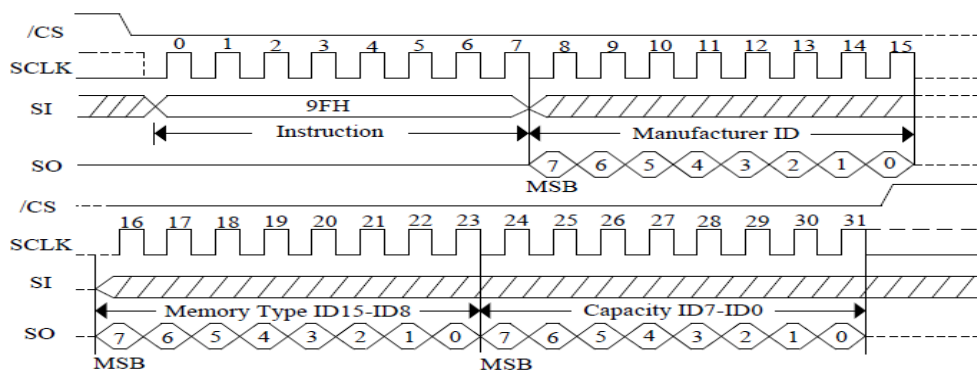 /CS
0 1 2 3 4 5 6 7 8 9 10 11 12 13 14 15
SCLK
SI 9FH
Instruction Manufacturer ID
SO 7 6 5 4 3 2 1 0
MSB
/CS
16 17 18 19 20 21 22 23 24 25 26 27 28 29 30 31
SCLK
SI
Memory Type ID15-ID8 Capacity ID7-ID0
SO 7 6 5 4 3 2 1 0 7 6 5 4 3 2 1 0
MSB MSB